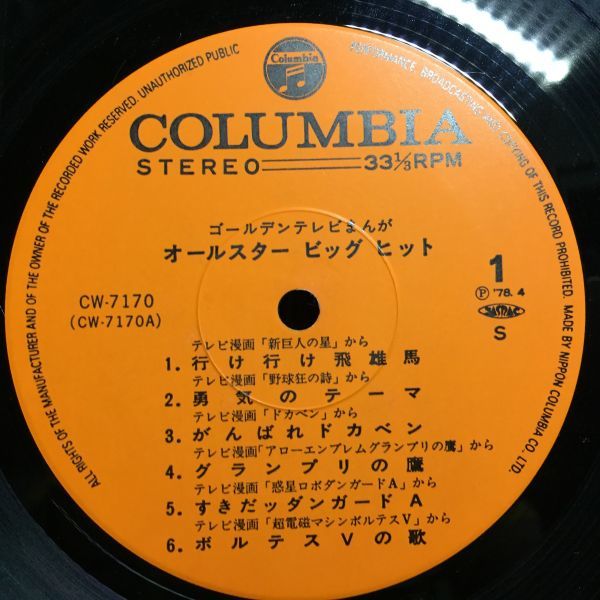 Columbia
COLUMBIA
STEREO 33⅓RPM
ゴールデンテレビまんが
オールスター ビッグ ヒット
1
CW-7170
(CW-7170A)
Ⓟ '78.4
JASRAC
S
テレビ漫画「新巨人の星」から
1. 行け行け飛雄馬
テレビ漫画「野球狂の詩」から
2. 勇気のテーマ
テレビ漫画「ドカベン」から
3. がんばれドカベン
テレビ漫画「アローエンブレムグランプリの鷹」から
4. グランプリの鷹
テレビ漫画「惑星ロボダンガードA」から
5. すきだッダンガードA
テレビ漫画「超電磁マシンボルテスV」から
6. ボルテスVの歌
ALL RIGHTS OF THE MANUFACTURER AND OF THE OWNER OF THE RECORDED WORK RESERVED. UNAUTHORIZED PUBLIC PERFORMANCE, BROADCASTING AND COPYING OF THIS RECORD PROHIBITED. MADE BY NIPPON COLUMBIA CO., LTD.